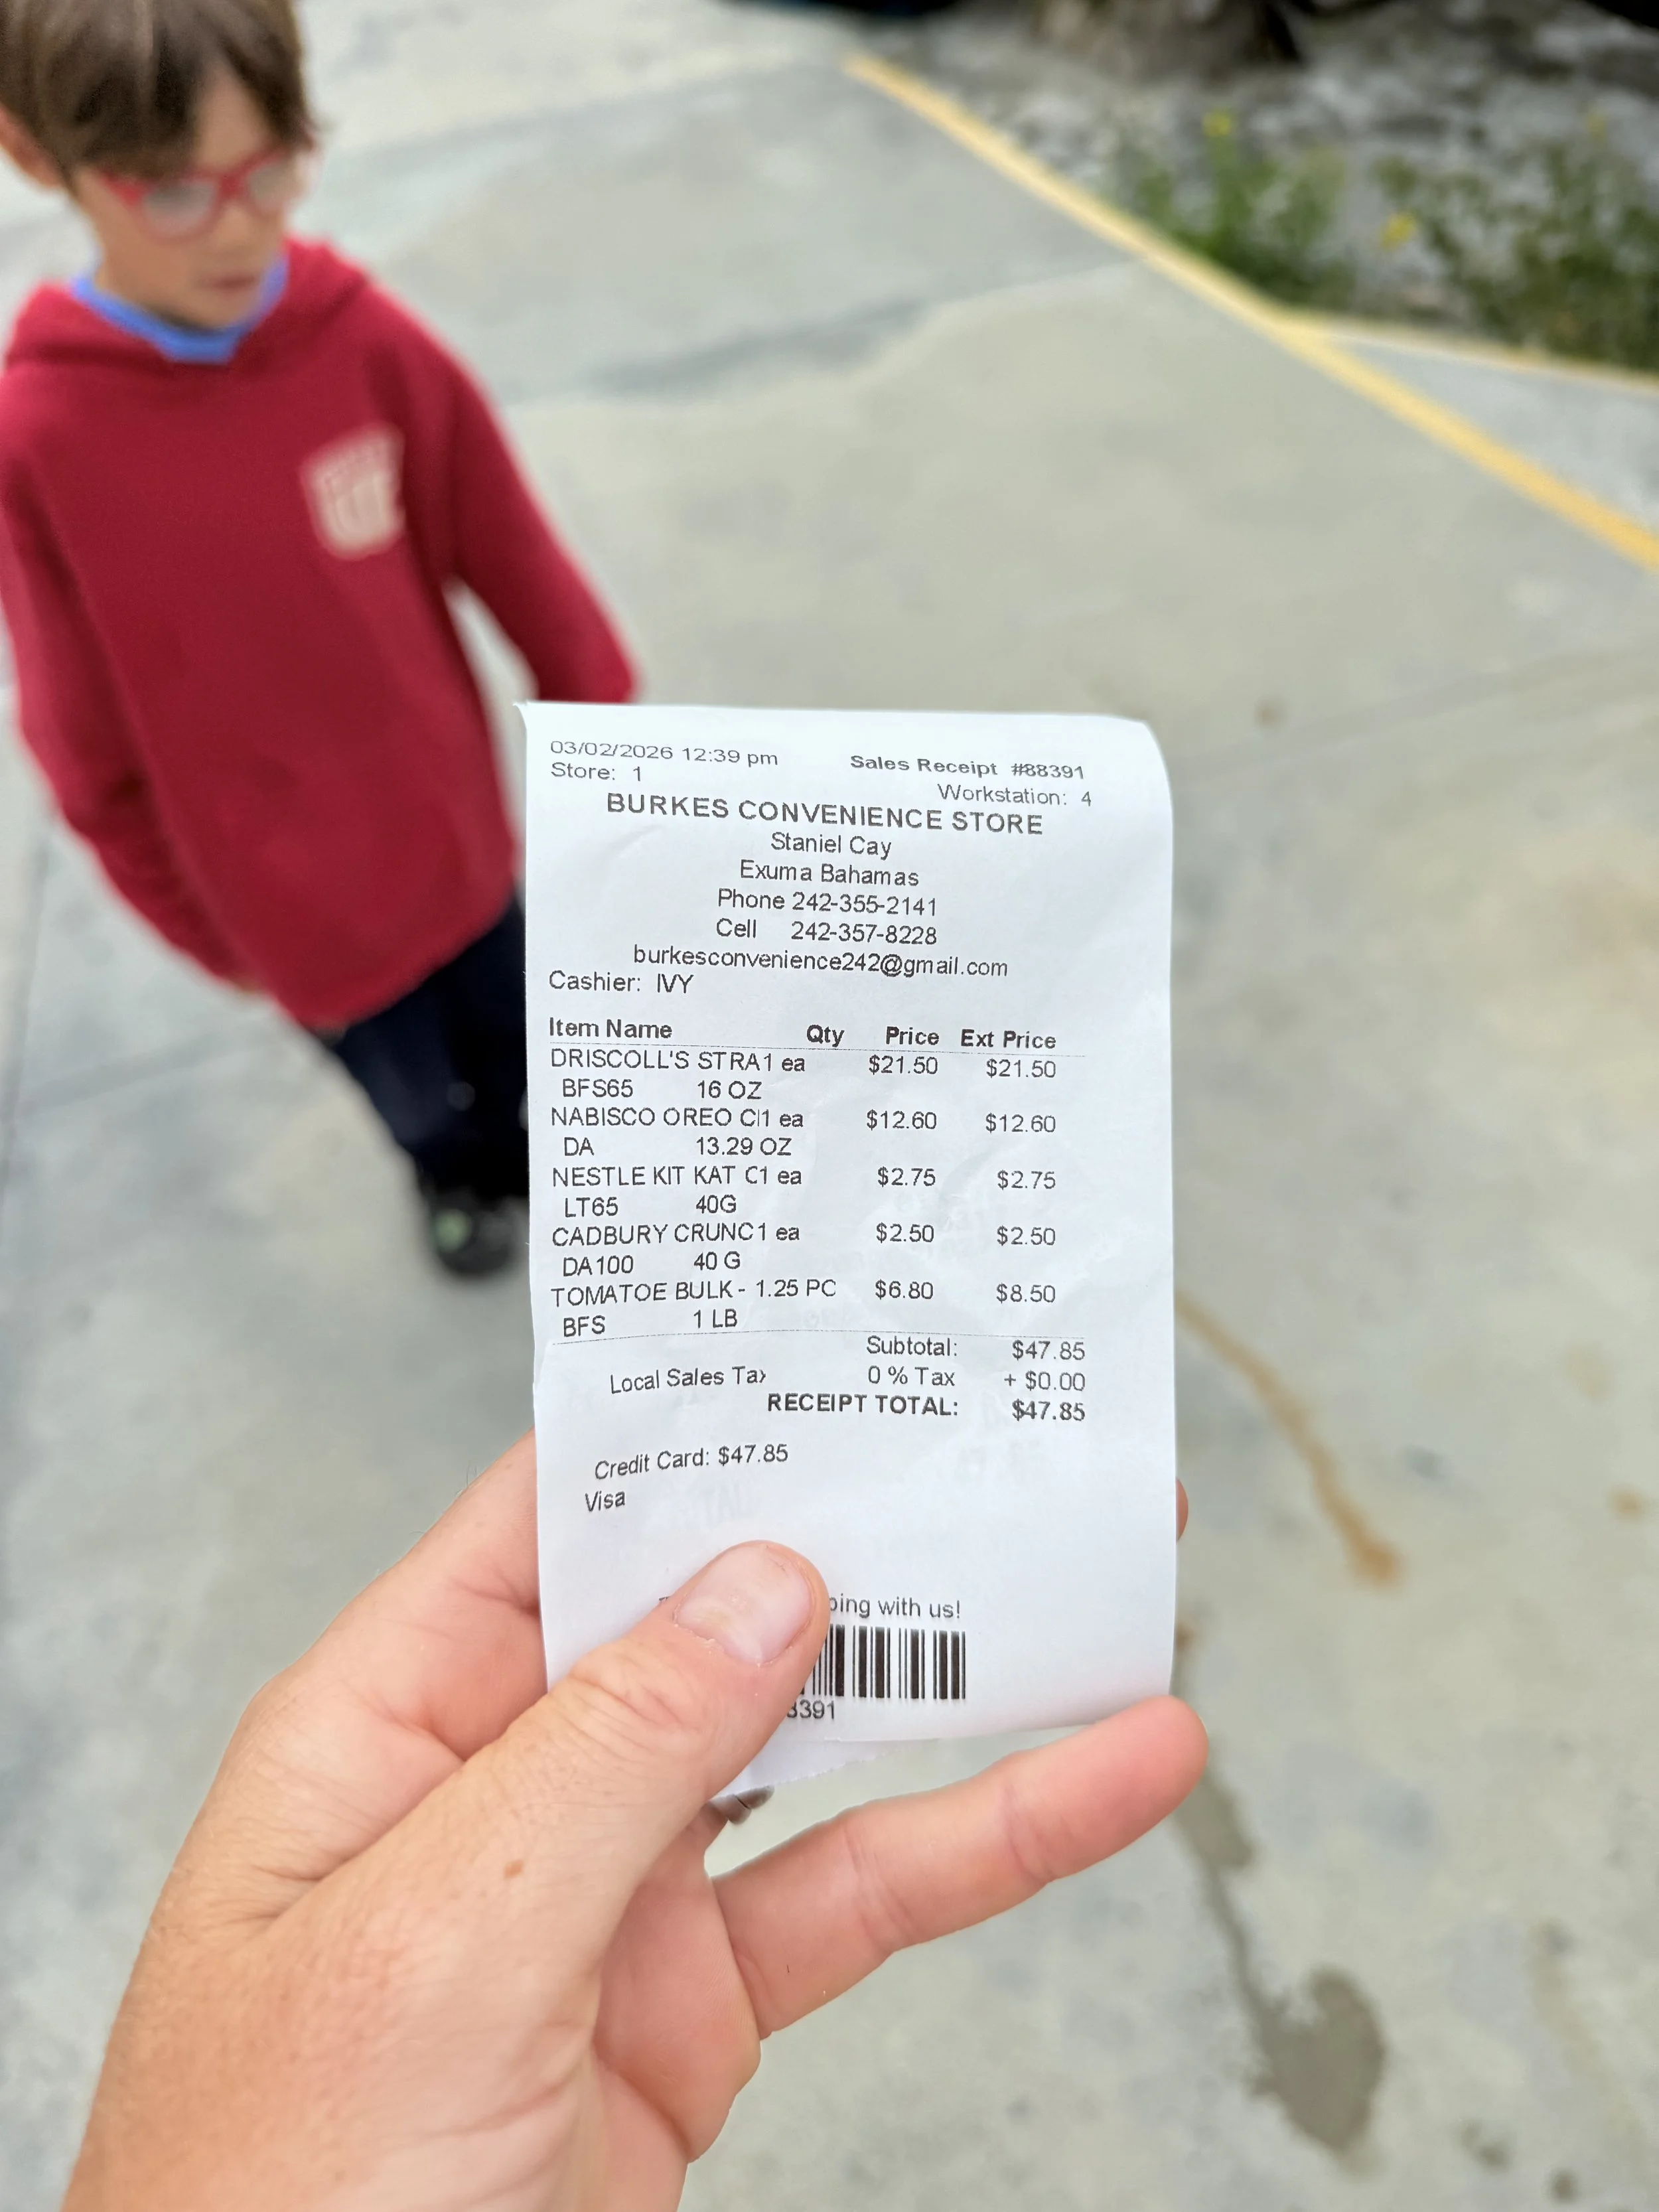 03/02/2026 12:39 pm Sales Receipt #88391
Store: 1 Workstation: 4
BURKES CONVENIENCE STORE
Staniel Cay
Exuma Bahamas
Phone 242-355-2141
Cell 242-357-8228
burkesconvenience242@gmail.com
Cashier: IVY
Item Name Qty Price Ext Price
DRISCOLL'S STRA1 ea $21.50 $21.50
BFS65 16 OZ
NABISCO OREO C1 ea $12.60 $12.60
DA 13.29 OZ
NESTLE KIT KAT C1 ea $2.75 $2.75
LT65 40G
CADBURY CRUNC1 ea $2.50 $2.50
DA100 40 G
TOMATOE BULK - 1.25 PC $6.80 $8.50
BFS 1 LB
Subtotal: $47.85
Local Sales Tax 0 % Tax + $0.00
RECEIPT TOTAL: $47.85
Credit Card: $47.85
Visa
ping with us!
3391